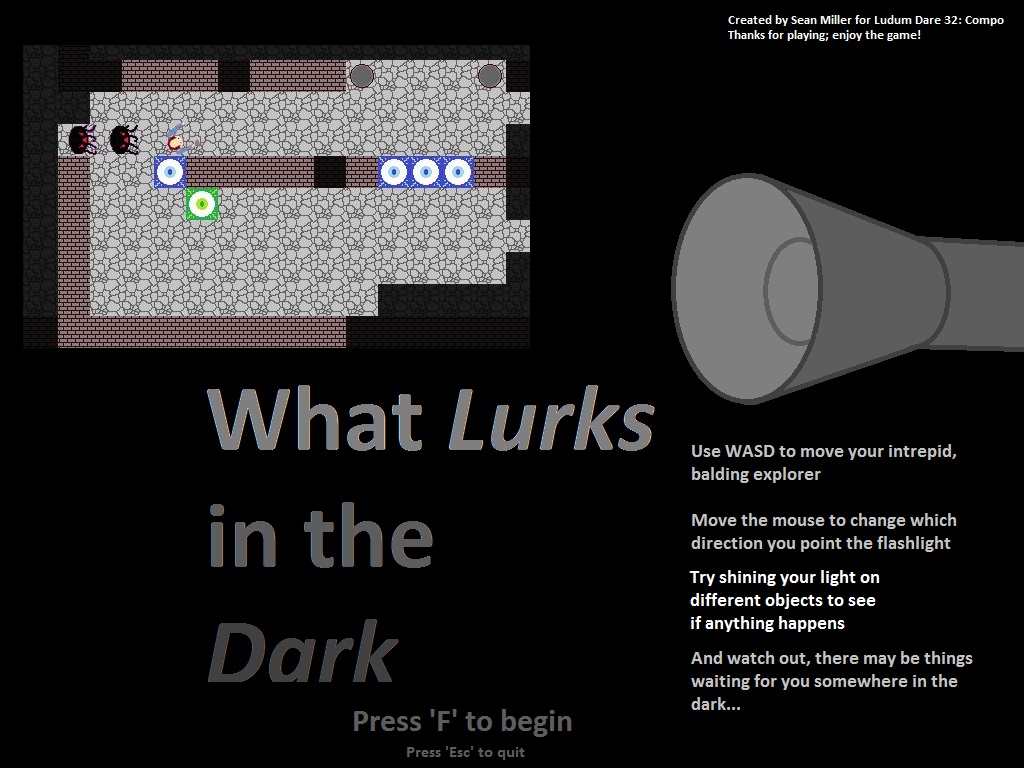 Created by Sean Miller for Ludum Dare 32: Compo
Thanks for playing; enjoy the game!
What Lurks
in the
Dark
Use WASD to move your intrepid,
balding explorer
Move the mouse to change which
direction you point the flashlight
Try shining your light on
different objects to see
if anything happens
And watch out, there may be things
waiting for you somewhere in the
dark...
Press 'F' to begin
Press 'Esc' to quit